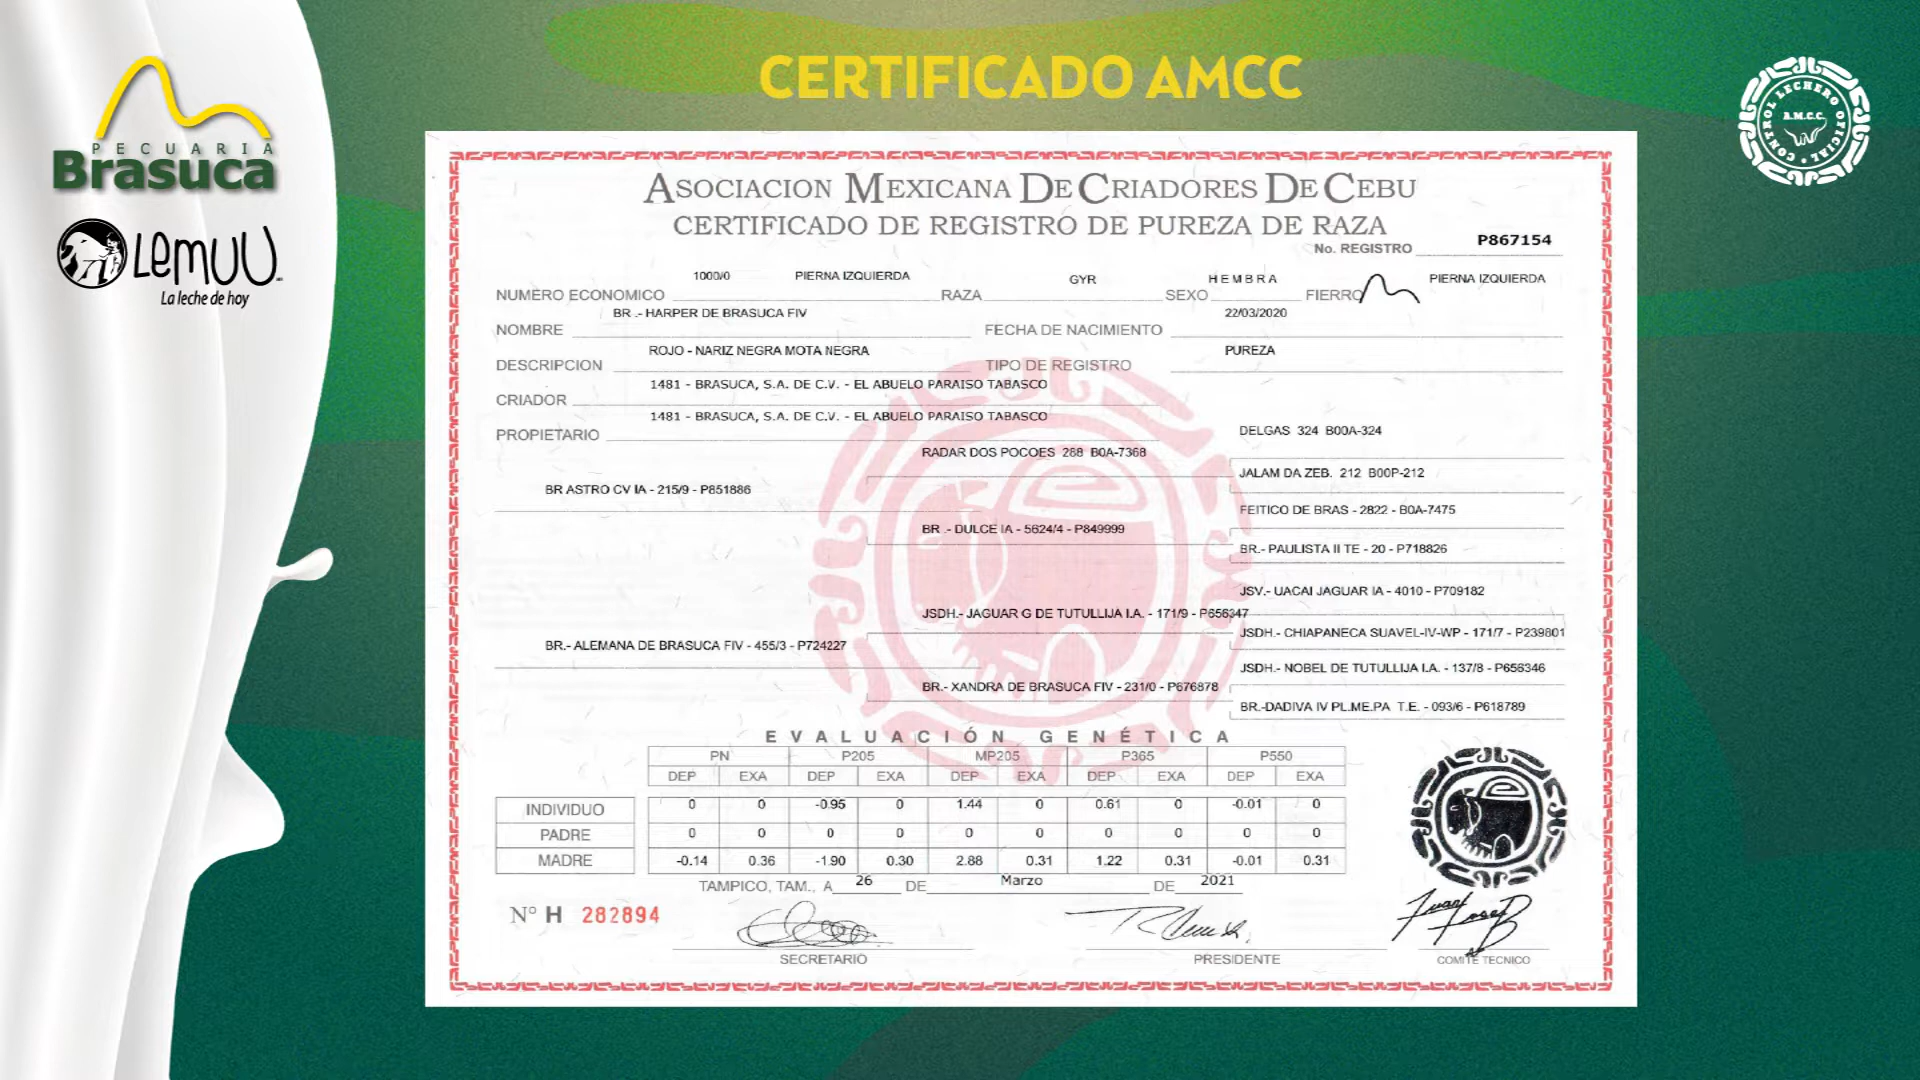 CERTIFICADO AMCC
PECUARIA
Brasuca
LEMUU
La leche de hoy
CONTROL LECHERO OFICIAL
A.M.C.C.
ASOCIACION MEXICANA DE CRIADORES DE CEBU
CERTIFICADO DE REGISTRO DE PUREZA DE RAZA
No. REGISTRO P867154
NUMERO ECONOMICO 1000/0 PIERNA IZQUIERDA RAZA GYR SEXO HEMBRA FIERRO PIERNA IZQUIERDA
NOMBRE BR .- HARPER DE BRASUCA FIV FECHA DE NACIMIENTO 22/03/2020
DESCRIPCION ROJO - NARIZ NEGRA MOTA NEGRA TIPO DE REGISTRO PUREZA
CRIADOR 1481 - BRASUCA, S.A. DE C.V. - EL ABUELO PARAISO TABASCO
PROPIETARIO 1481 - BRASUCA, S.A. DE C.V. - EL ABUELO PARAISO TABASCO
DELGAS 324 B00A-324
RADAR DOS POCOES 288 B0A-7368
JALAM DA ZEB. 212 B00P-212
BR ASTRO CV IA - 215/9 - P851886
FEITICO DE BRAS - 2822 - B0A-7475
BR .- DULCE IA - 5624/4 - P849999
BR.- PAULISTA II TE - 20 - P718826
JSV.- UACAI JAGUAR IA - 4010 - P709182
JSDH.- JAGUAR G DE TUTULLIJA I.A. - 171/9 - P656347
JSDH.- CHIAPANECA SUAVEL-IV-WP - 171/7 - P239801
BR.- ALEMANA DE BRASUCA FIV - 455/3 - P724227
JSDH.- NOBEL DE TUTULLIJA I.A. - 137/8 - P656346
BR.- XANDRA DE BRASUCA FIV - 231/0 - P676878
BR.-DADIVA IV PL.ME.PA T.E. - 093/6 - P618789
EVALUACIÓN GENÉTICA
PN P205 MP205 P365 P550
DEP EXA DEP EXA DEP EXA DEP EXA DEP EXA
INDIVIDUO 0 0 -0.95 0 1.44 0 0.61 0 -0.01 0
PADRE 0 0 0 0 0 0 0 0 0 0
MADRE -0.14 0.36 -1.90 0.30 2.88 0.31 1.22 0.31 -0.01 0.31
TAMPICO, TAM., A 26 DE Marzo DE 2021
N° H 282894
SECRETARIO PRESIDENTE COMITE TECNICO